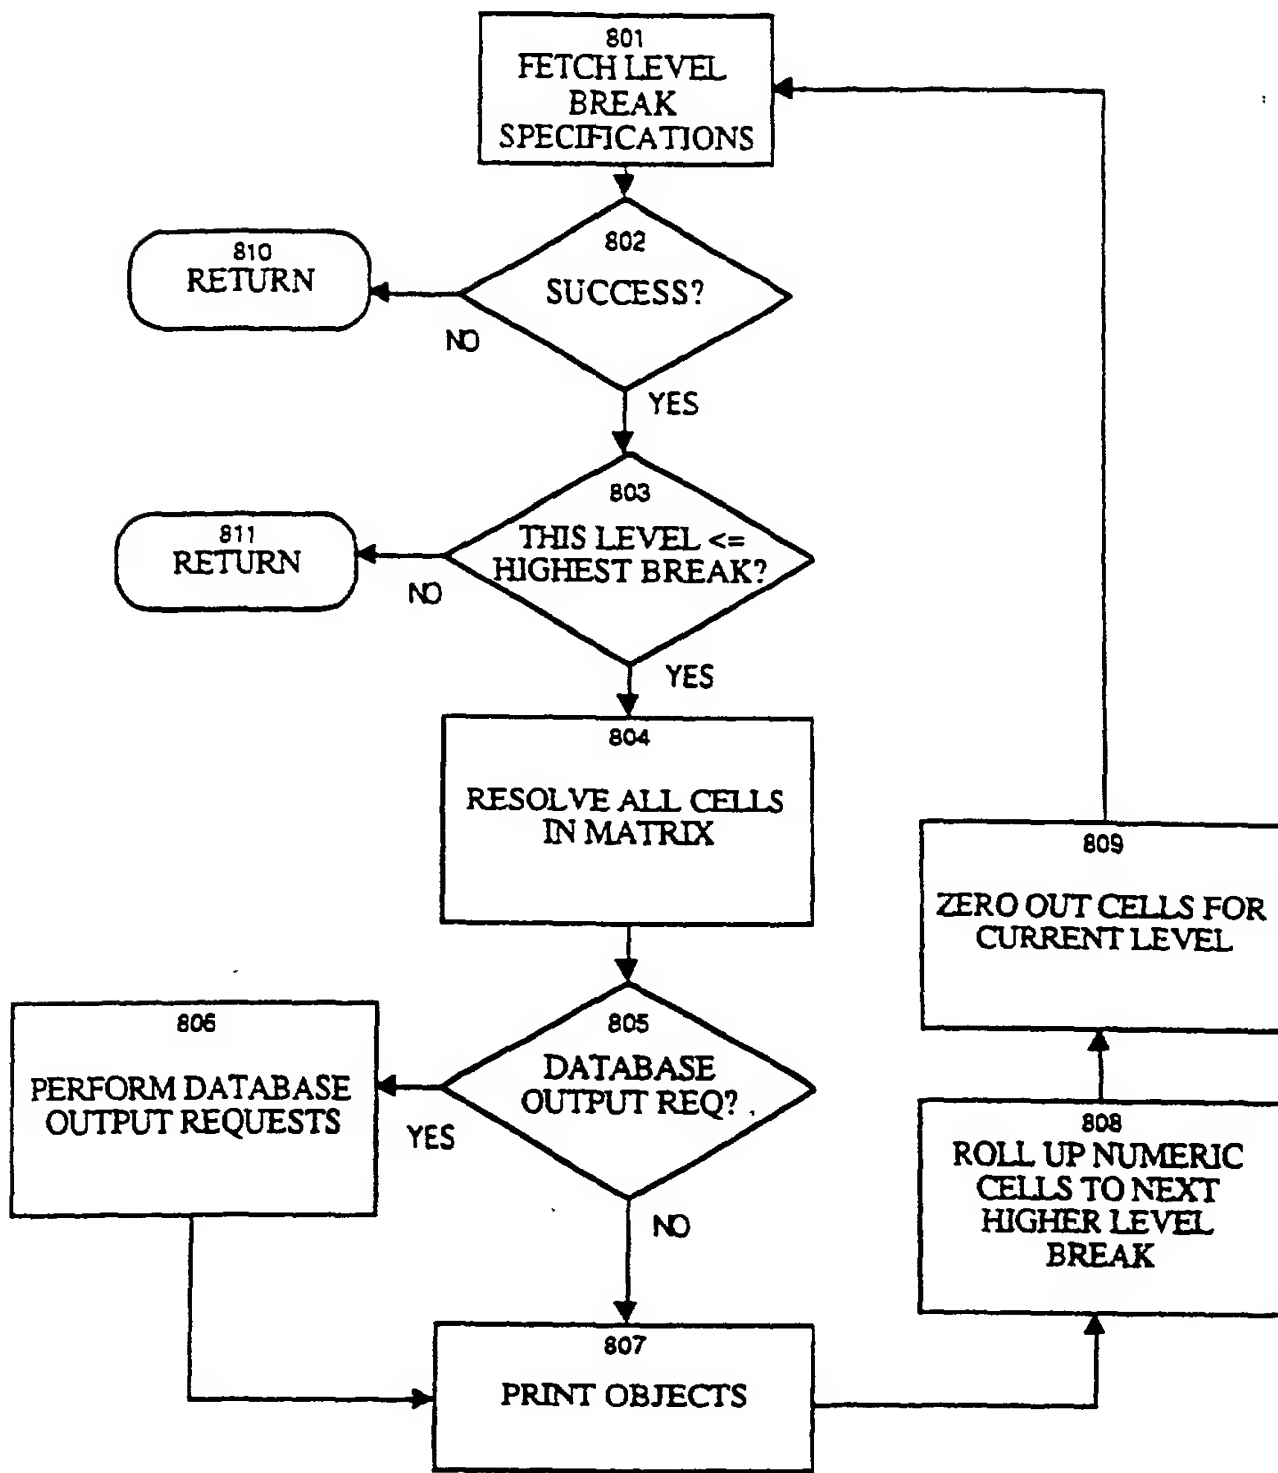 801
FETCH LEVEL
BREAK
SPECIFICATIONS
802
SUCCESS?
810
RETURN
NO
YES
803
THIS LEVEL <=
HIGHEST BREAK?
811
RETURN
NO
YES
804
RESOLVE ALL CELLS
IN MATRIX
805
DATABASE
OUTPUT REQ?
YES
NO
806
PERFORM DATABASE
OUTPUT REQUESTS
807
PRINT OBJECTS
808
ROLL UP NUMERIC
CELLS TO NEXT
HIGHER LEVEL
BREAK
809
ZERO OUT CELLS FOR
CURRENT LEVEL